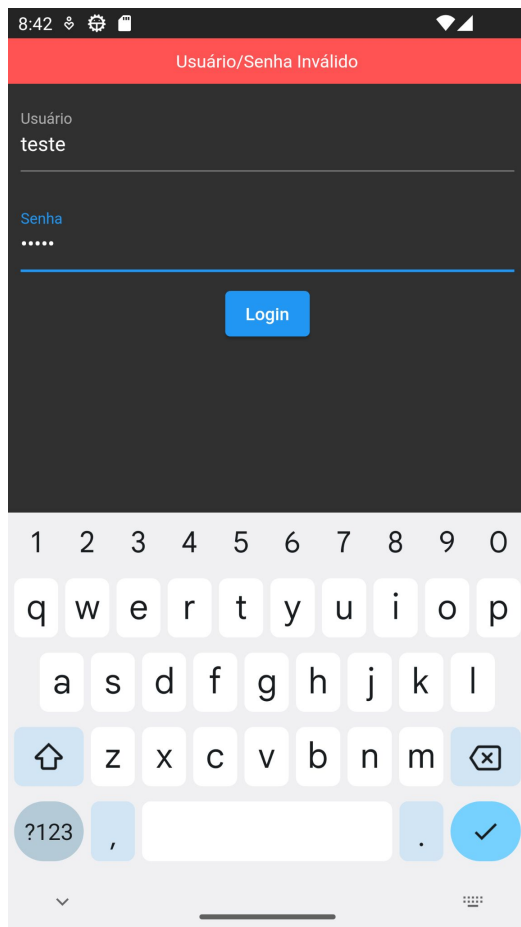 8:42
Usuário/Senha Inválido
Usuário
teste
Senha
•••••
Login
1 2 3 4 5 6 7 8 9 0
q w e r t y u i o p
a s d f g h j k l
z x c v b n m
?123 , .